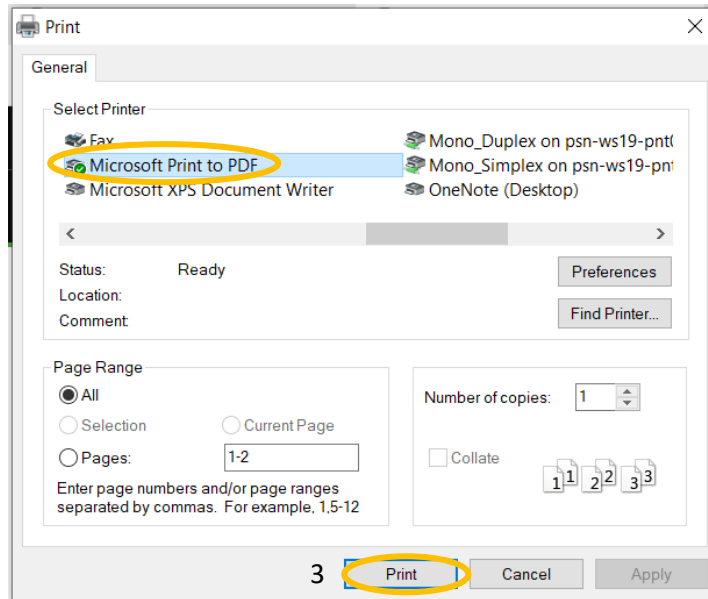 Print
General
Select Printer
Fax
Mono_Duplex on psn-ws19-pnt(
Microsoft Print to PDF
Mono_Simplex on psn-ws19-pnt
Microsoft XPS Document Writer
OneNote (Desktop)
Status: Ready
Preferences
Location:
Find Printer...
Comment:
Page Range
All
Number of copies: 1
Selection
Current Page
Pages: 1-2
Collate
1 1 2 2 3 3
Enter page numbers and/or page ranges
separated by commas. For example, 1,5-12
3
Print
Cancel
Apply